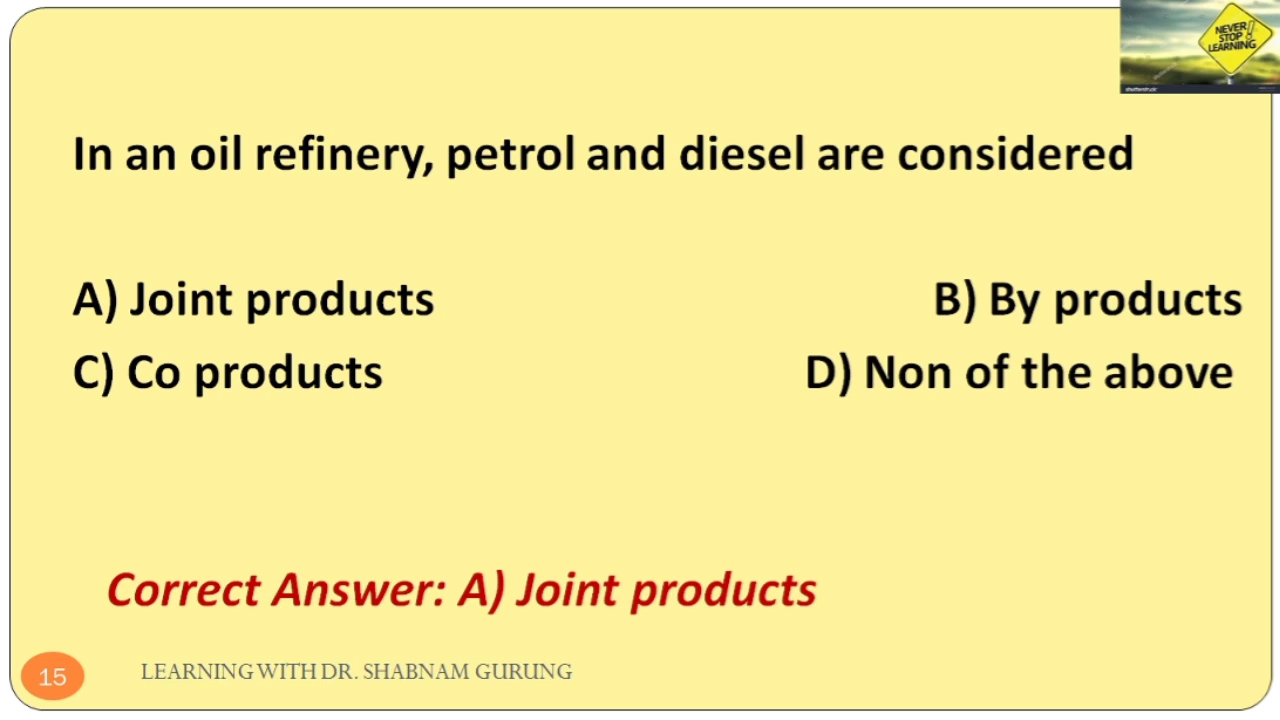 NEVER
STOP !
LEARNING
shutterstock
In an oil refinery, petrol and diesel are considered
A) Joint products B) By products
C) Co products D) Non of the above
Correct Answer: A) Joint products
15 LEARNING WITH DR. SHABNAM GURUNG